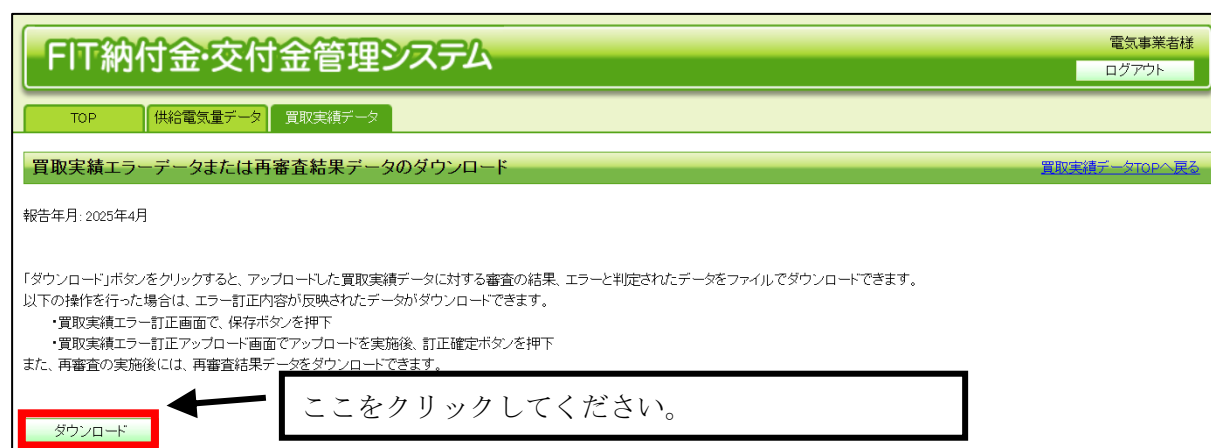 FIT納付金・交付金管理システム
電気事業者様
ログアウト
TOP
供給電気量データ
買取実績データ
買取実績エラーデータまたは再審査結果データのダウンロード
買取実績データTOPへ戻る
報告年月: 2025年4月
「ダウンロード」ボタンをクリックすると、アップロードした買取実績データに対する審査の結果、エラーと判定されたデータをファイルでダウンロードできます。
以下の操作を行った場合は、エラー訂正内容が反映されたデータがダウンロードできます。
・買取実績エラー訂正画面で、保存ボタンを押下
・買取実績エラー訂正アップロード画面でアップロードを実施後、訂正確定ボタンを押下
また、再審査の実施後には、再審査結果データをダウンロードできます。
ここをクリックしてください。
ダウンロード